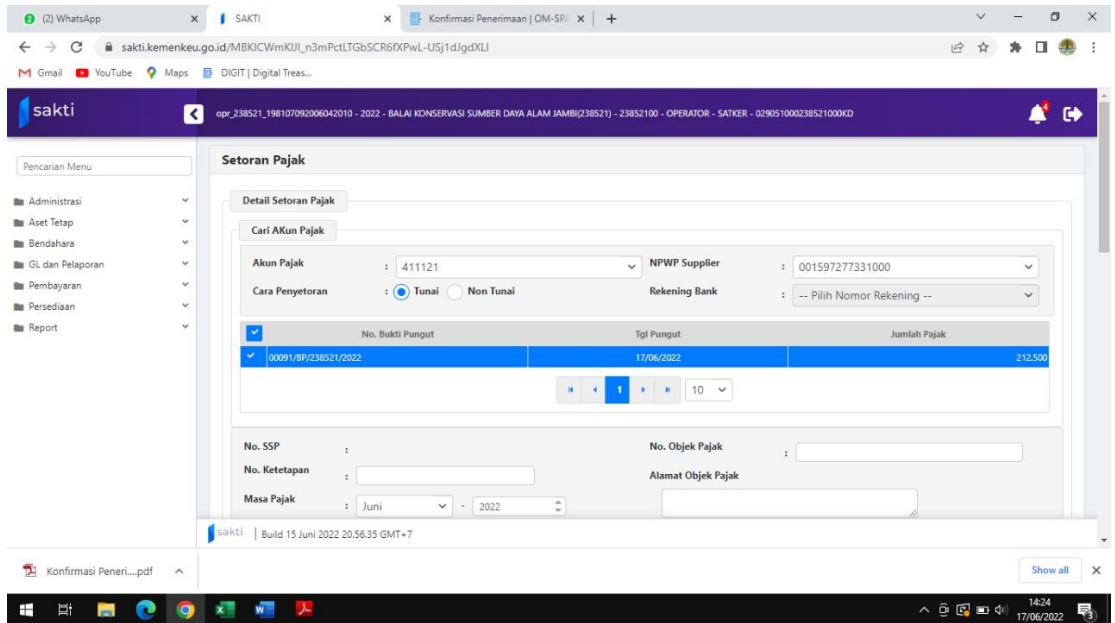 (2) WhatsApp
SAKTI
Konfirmasi Penerimaan | OM-SPA
sakti.kemenkeu.go.id/MBKICWmKIJI_n3mPctLTGbSCR6fXPwL-USj1dJgdXLI
Gmail YouTube Maps DIGIT | Digital Treas...
sakti
opr_238521_198107092006042010 - 2022 - BALAI KONSERVASI SUMBER DAYA ALAM JAMBI(238521) - 23852100 - OPERATOR - SATKER - 029051000238521000KD
4
Pencarian Menu
Administrasi
Aset Tetap
Bendahara
GL dan Pelaporan
Pembayaran
Persediaan
Report
Setoran Pajak
Detail Setoran Pajak
Cari AKun Pajak
Akun Pajak : 411121 NPWP Supplier : 001597277331000
Cara Penyetoran : Tunai Non Tunai Rekening Bank : -- Pilih Nomor Rekening --
No. Bukti Pungut Tgl Pungut Jumlah Pajak
00091/BP/238521/2022 17/06/2022 212.500
1 10
No. SSP : No. Objek Pajak :
No. Ketetapan : Alamat Objek Pajak
Masa Pajak : Juni - 2022
sakti | Build 15 Juni 2022 20.56.35 GMT+7
Konfirmasi Peneri....pdf Show all
14:24
17/06/2022
3